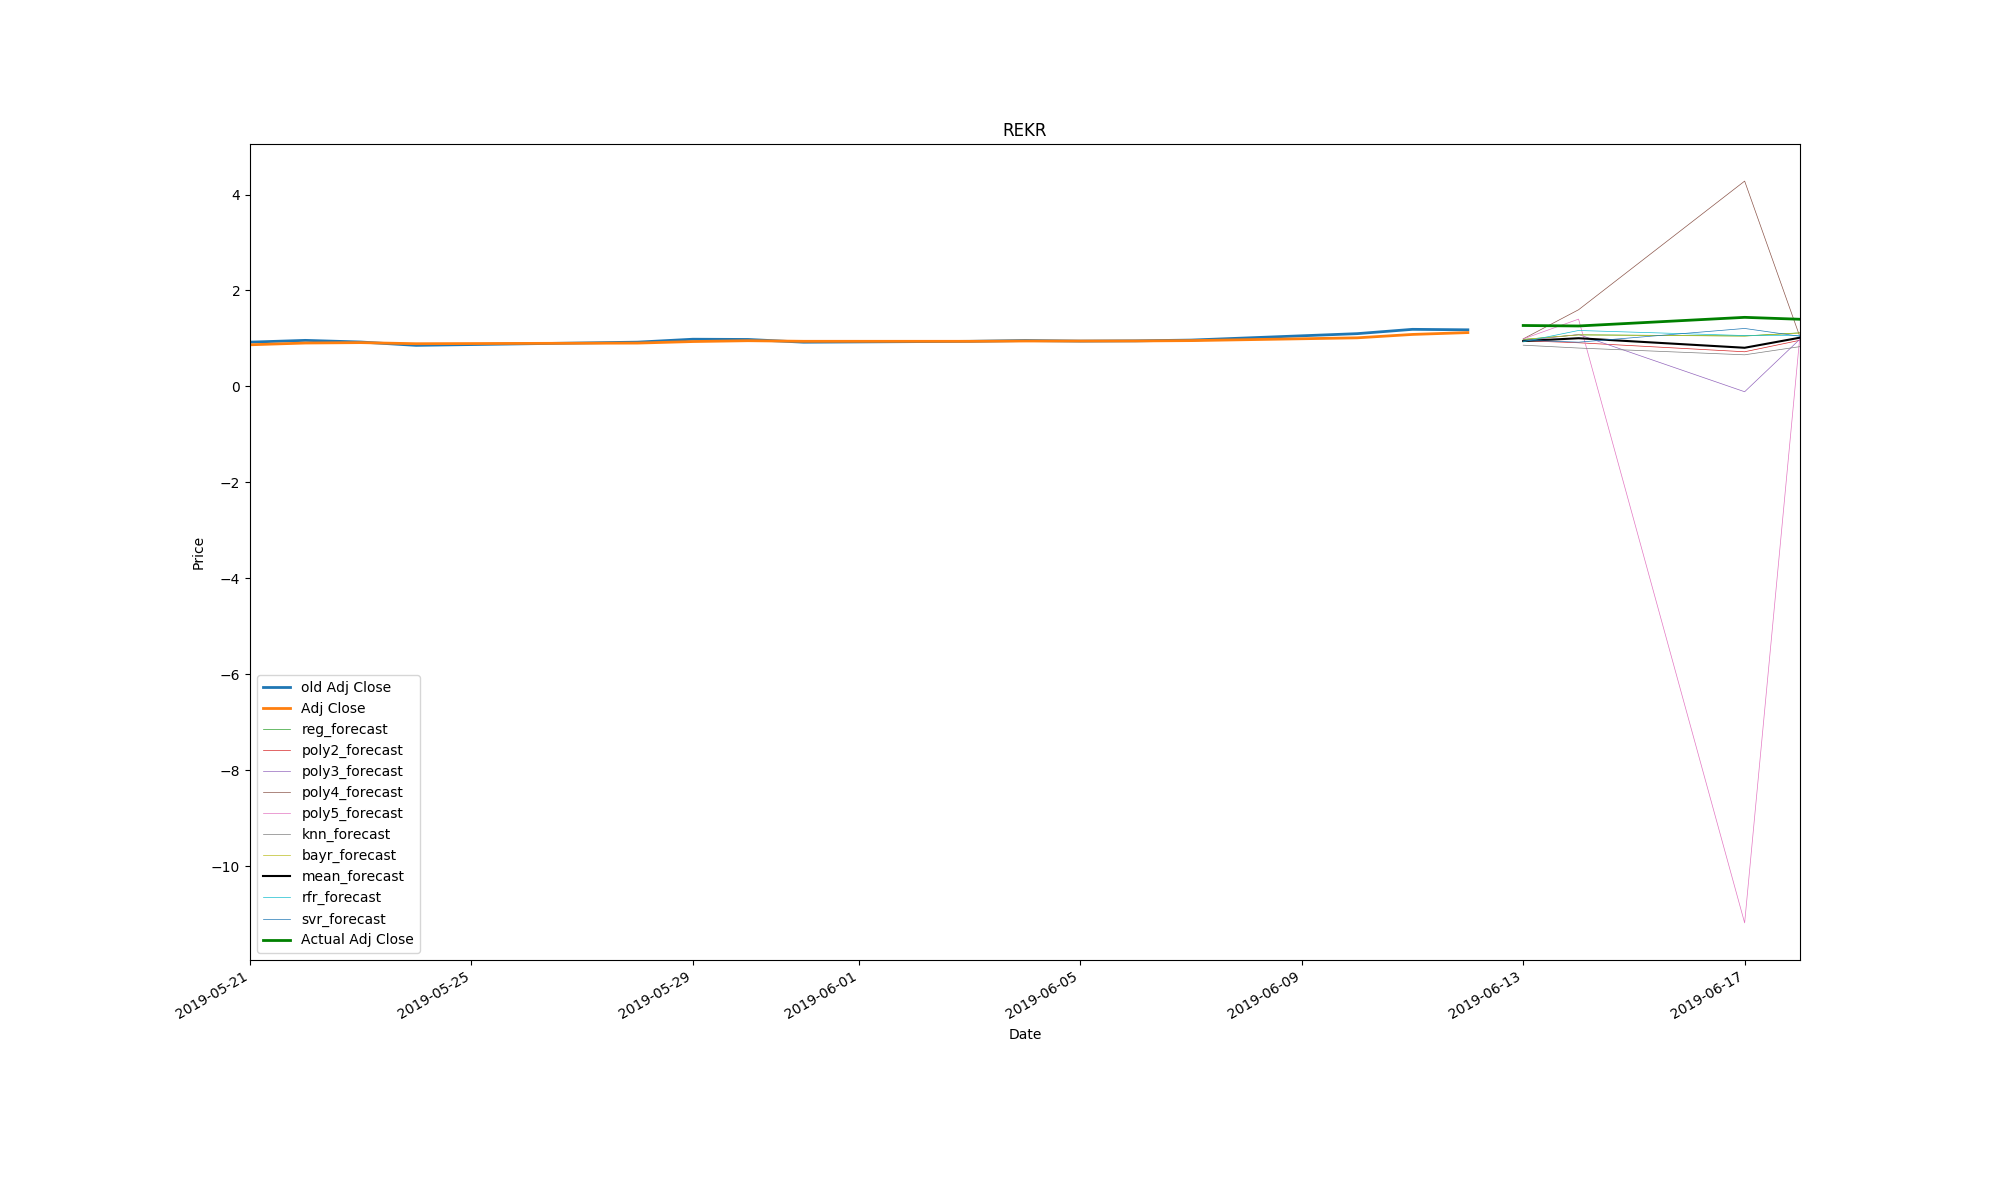 REKR
4
2
0
−2
−4
−6
−8
−10
Price
old Adj Close
Adj Close
reg_forecast
poly2_forecast
poly3_forecast
poly4_forecast
poly5_forecast
knn_forecast
bayr_forecast
mean_forecast
rfr_forecast
svr_forecast
Actual Adj Close
2019-05-21
2019-05-25
2019-05-29
2019-06-01
2019-06-05
2019-06-09
2019-06-13
2019-06-17
Date